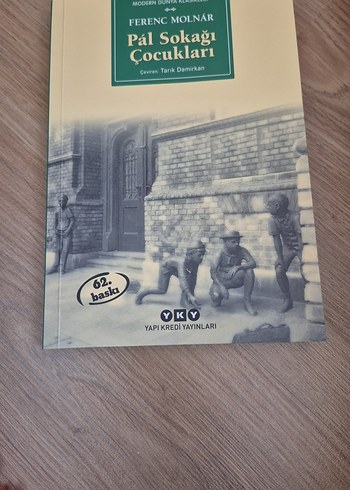 MODERN DÜNYA KLASİKLERİ
FERENC MOLNÁR
Pál Sokağı
Çocukları
Çeviren: Tarık Demirkan
62.
baskı
YKY
YAPI KREDİ YAYINLARI